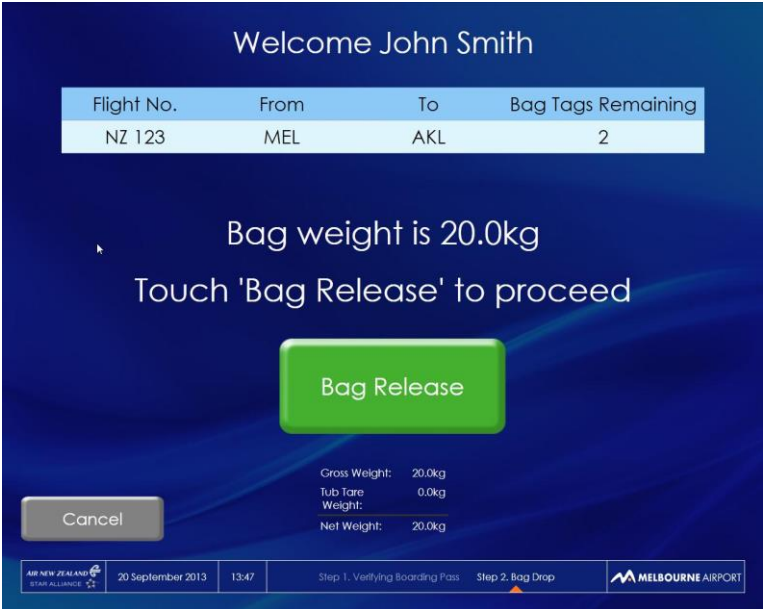 Welcome John Smith
Flight No. From To Bag Tags Remaining
NZ 123 MEL AKL 2
Bag weight is 20.0kg
Touch 'Bag Release' to proceed
Bag Release
Gross Weight: 20.0kg
Tub Tare 0.0kg
Weight:
Net Weight: 20.0kg
Cancel
AIR NEW ZEALAND
STAR ALLIANCE
20 September 2013 13:47 Step 1. Verifying Boarding Pass Step 2. Bag Drop MELBOURNE AIRPORT